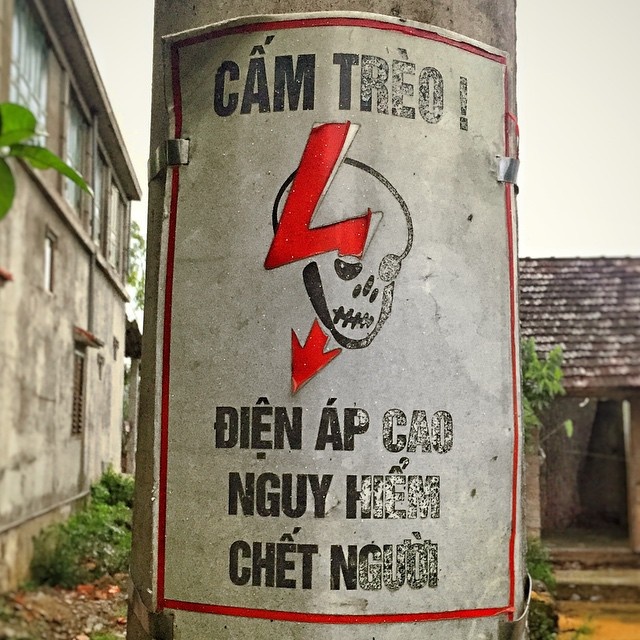 CẤM TRÈO !
ĐIỆN ÁP CAO
NGUY HIỂM
CHẾT NGƯỜI